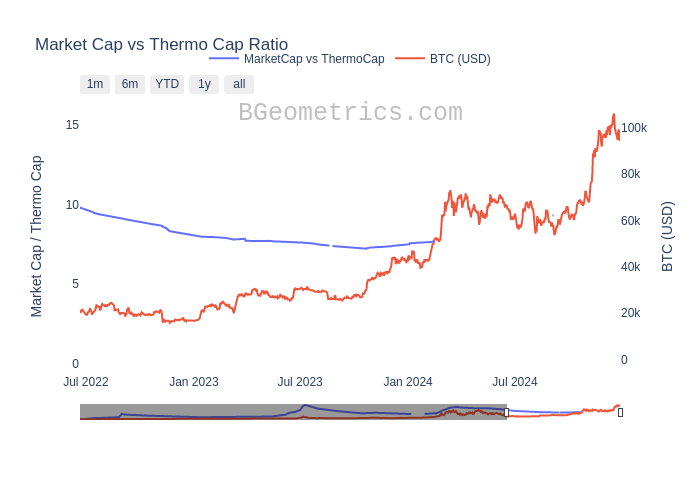 Market Cap vs Thermo Cap Ratio
MarketCap vs ThermoCap
BTC (USD)
1m
6m
YTD
1y
all
BGeometrics.com
Market Cap / Thermo Cap
15
10
5
0
100k
80k
60k
40k
20k
0
BTC (USD)
Jul 2022
Jan 2023
Jul 2023
Jan 2024
Jul 2024